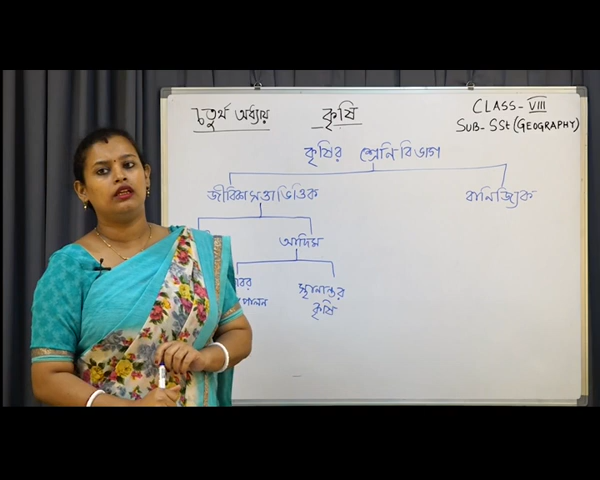 চতুর্থ অধ্যায়
কৃষি
CLASS- VIII
SUB- SSt (GEOGRAPHY)
কৃষির শ্রেনি বিভাগ
জীবিকাসত্তাভিত্তিক
বানিজ্যিক
আদিম
স্থানান্তর
কৃষি